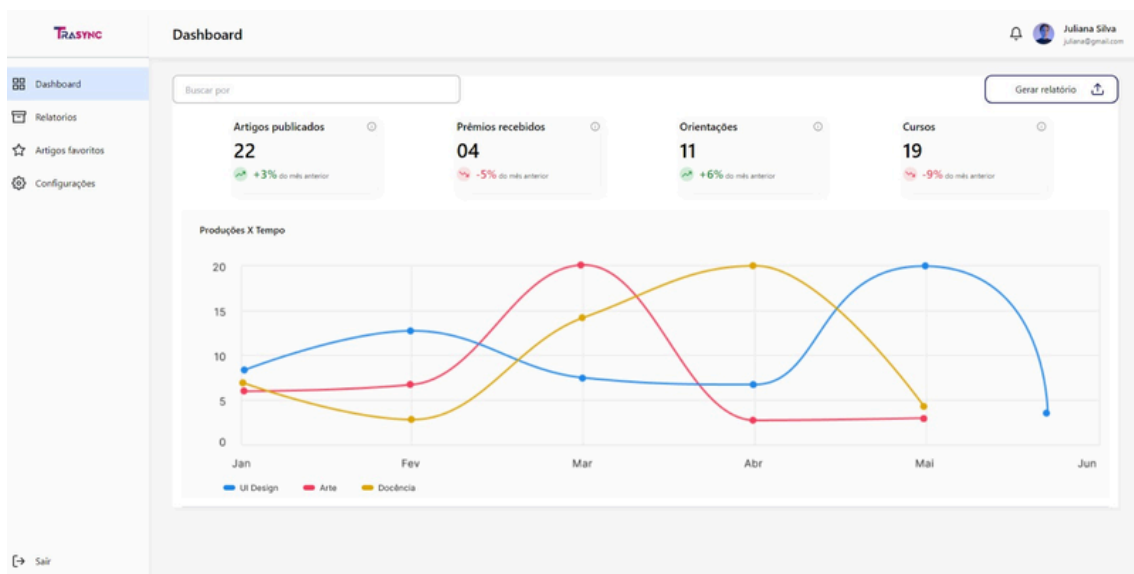 TRASYNC
Dashboard
Juliana Silva
juliana@gmail.com
Dashboard
Relatorios
Artigos favoritos
Configurações
Sair
Buscar por
Gerar relatório
Artigos publicados
22
+3% do mês anterior
Prêmios recebidos
04
-5% do mês anterior
Orientações
11
+6% do mês anterior
Cursos
19
-9% do mês anterior
Produções X Tempo
20
15
10
5
0
Jan Fev Mar Abr Mai Jun
UI Design Arte Docência